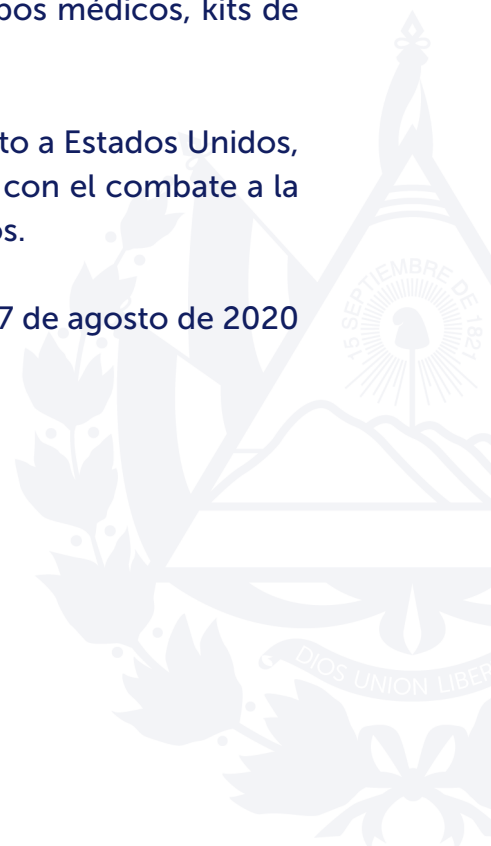 pos médicos, kits de
to a Estados Unidos,
con el combate a la
os.
7 de agosto de 2020
15 SEPTIEMBRE DE 1821
DIOS UNION LIBER